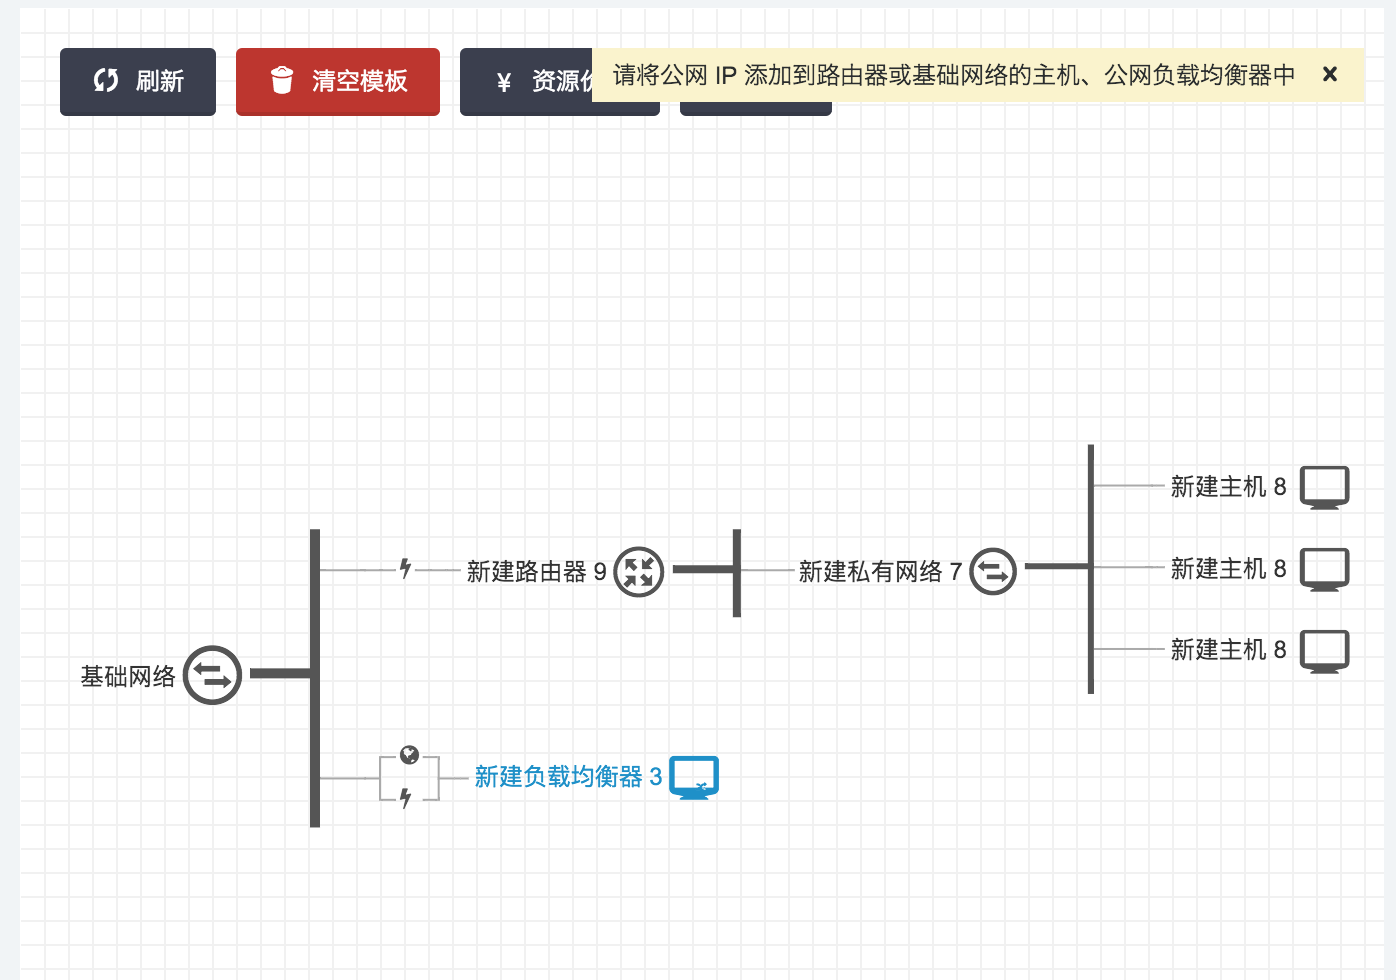 刷新
清空模板
¥ 资源
请将公网 IP 添加到路由器或基础网络的主机、公网负载均衡器中
新建主机 8
新建路由器 9
新建私有网络 7
新建主机 8
新建主机 8
基础网络
新建负载均衡器 3